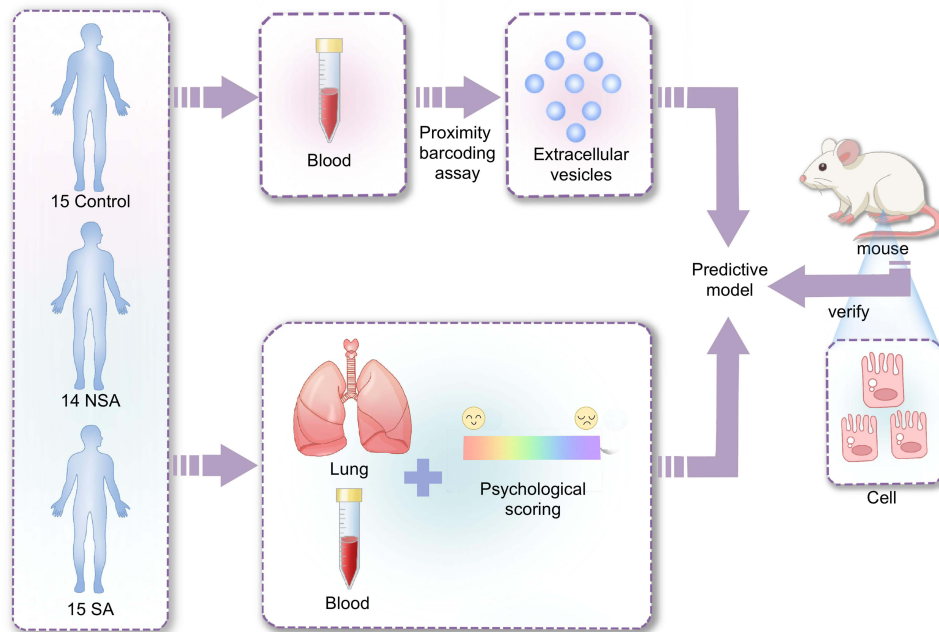 15 Control
14 NSA
15 SA
Blood
Proximity
barcoding
assay
Extracellular
vesicles
Lung
Blood
Psychological
scoring
Predictive
model
mouse
verify
Cell